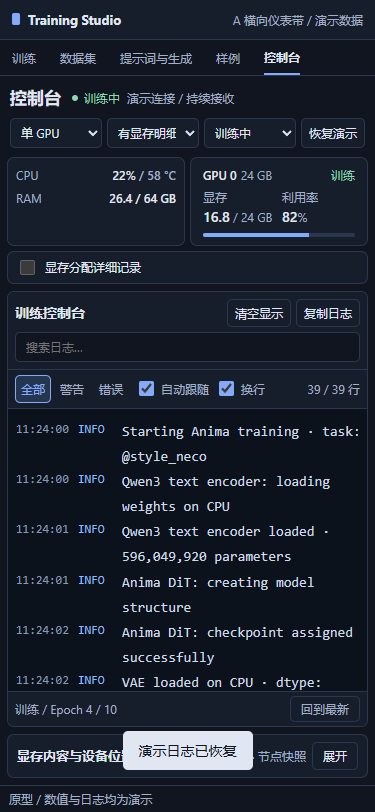 Training Studio A 横向仪表带 / 演示数据
训练 数据集 提示词与生成 样例 控制台
控制台 训练中 演示连接 / 持续接收
单 GPU 有显存明细 训练中 恢复演示
CPU 22% / 58 °C
RAM 26.4 / 64 GB
GPU 0 24 GB 训练
显存 利用率
16.8 / 24 GB 82%
显存分配详细记录
训练控制台 清空显示 复制日志
搜索日志...
全部 警告 错误 自动跟随 换行 39 / 39 行
11:24:00 INFO Starting Anima training · task:
@style_neco
11:24:00 INFO Qwen3 text encoder: loading
weights on CPU
11:24:01 INFO Qwen3 text encoder loaded ·
596,049,920 parameters
11:24:01 INFO Anima DiT: creating model
structure
11:24:02 INFO Anima DiT: checkpoint assigned
successfully
11:24:02 INFO VAE loaded on CPU · dtype:
训练 / Epoch 4 / 10 回到最新
显存内容与设备位 节点快照 展开
演示日志已恢复
原型 / 数值与日志均为演示